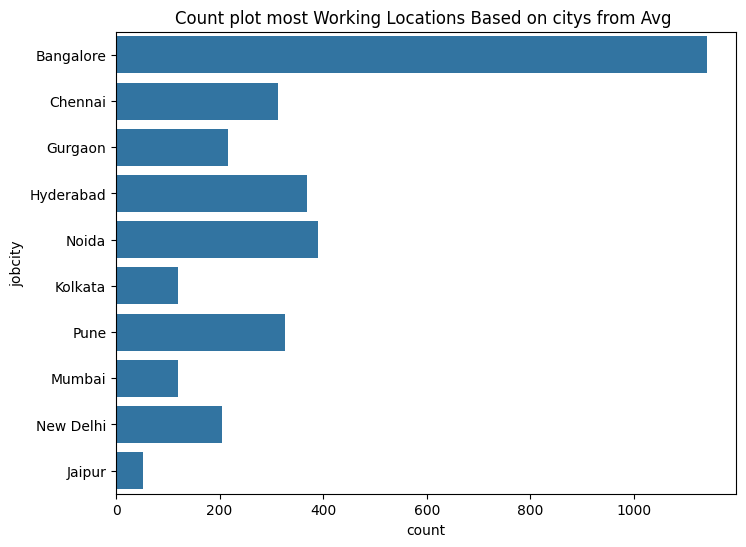 Count plot most Working Locations Based on citys from Avg
jobcity
Bangalore
Chennai
Gurgaon
Hyderabad
Noida
Kolkata
Pune
Mumbai
New Delhi
Jaipur
0 200 400 600 800 1000
count